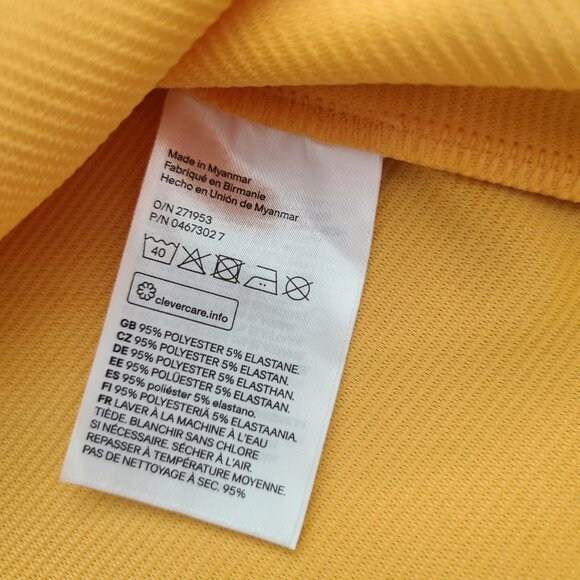 Made in Myanmar
Fabriqué en Birmanie
Hecho en Unión de Myanmar
O/N 271953
P/N 0467302 7
40
clevercare.info
GB 95% POLYESTER 5% ELASTANE.
CZ 95% POLYESTER 5% ELASTAN.
DE 95% POLYESTER 5% ELASTHAN.
EE 95% POLÜESTER 5% ELASTAAN.
ES 95% poliéster 5% elastano.
FI 95% POLYESTERIÄ 5% ELASTAANIA.
FR LAVER À LA MACHINE À L'EAU
TIÈDE. BLANCHIR SANS CHLORE
SI NÉCESSAIRE. SÉCHER À L'AIR.
REPASSER À TEMPÉRATURE MOYENNE.
PAS DE NETTOYAGE À SEC. 95%